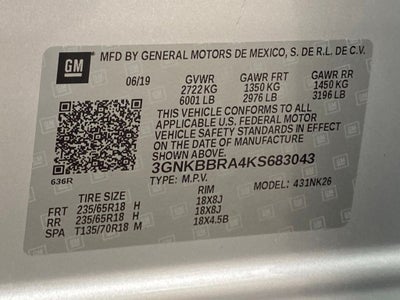 GM MFD BY GENERAL MOTORS DE MEXICO, S. DE R.L. DE C.V.
06/19 GVWR GAWR FRT GAWR RR
2722 KG 1350 KG 1450 KG
6001 LB 2976 LB 3196 LB
THIS VEHICLE CONFORMS TO ALL
APPLICABLE U.S. FEDERAL MOTOR
VEHICLE SAFETY STANDARDS IN EFFECT
ON THE DATE OF MANUFACTURE
SHOWN ABOVE.
3GNKBBRA4KS683043
636R TYPE: M.P.V. MODEL: 431NK26
TIRE SIZE RIM
FRT 235/65R18 H 18X8J
RR 235/65R18 H 18X8J
SPA T135/70R18 M 18X4.5B